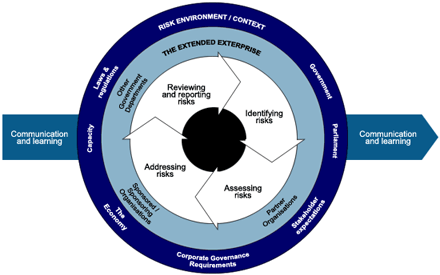 RISK ENVIRONMENT / CONTEXT
THE EXTENDED ENTERPRISE
Laws &
regulations
Other
Government
Departments
Government
Reviewing
and reporting
risks
Identifying
risks
Communication
and learning
Capacity
Parliament
Communication
and learning
Addressing
risks
Assessing
risks
Sponsored /
Sponsoring
Organisations
Partner
Organisations
The
Economy
Stakeholder
expectations
Corporate Governance
Requirements